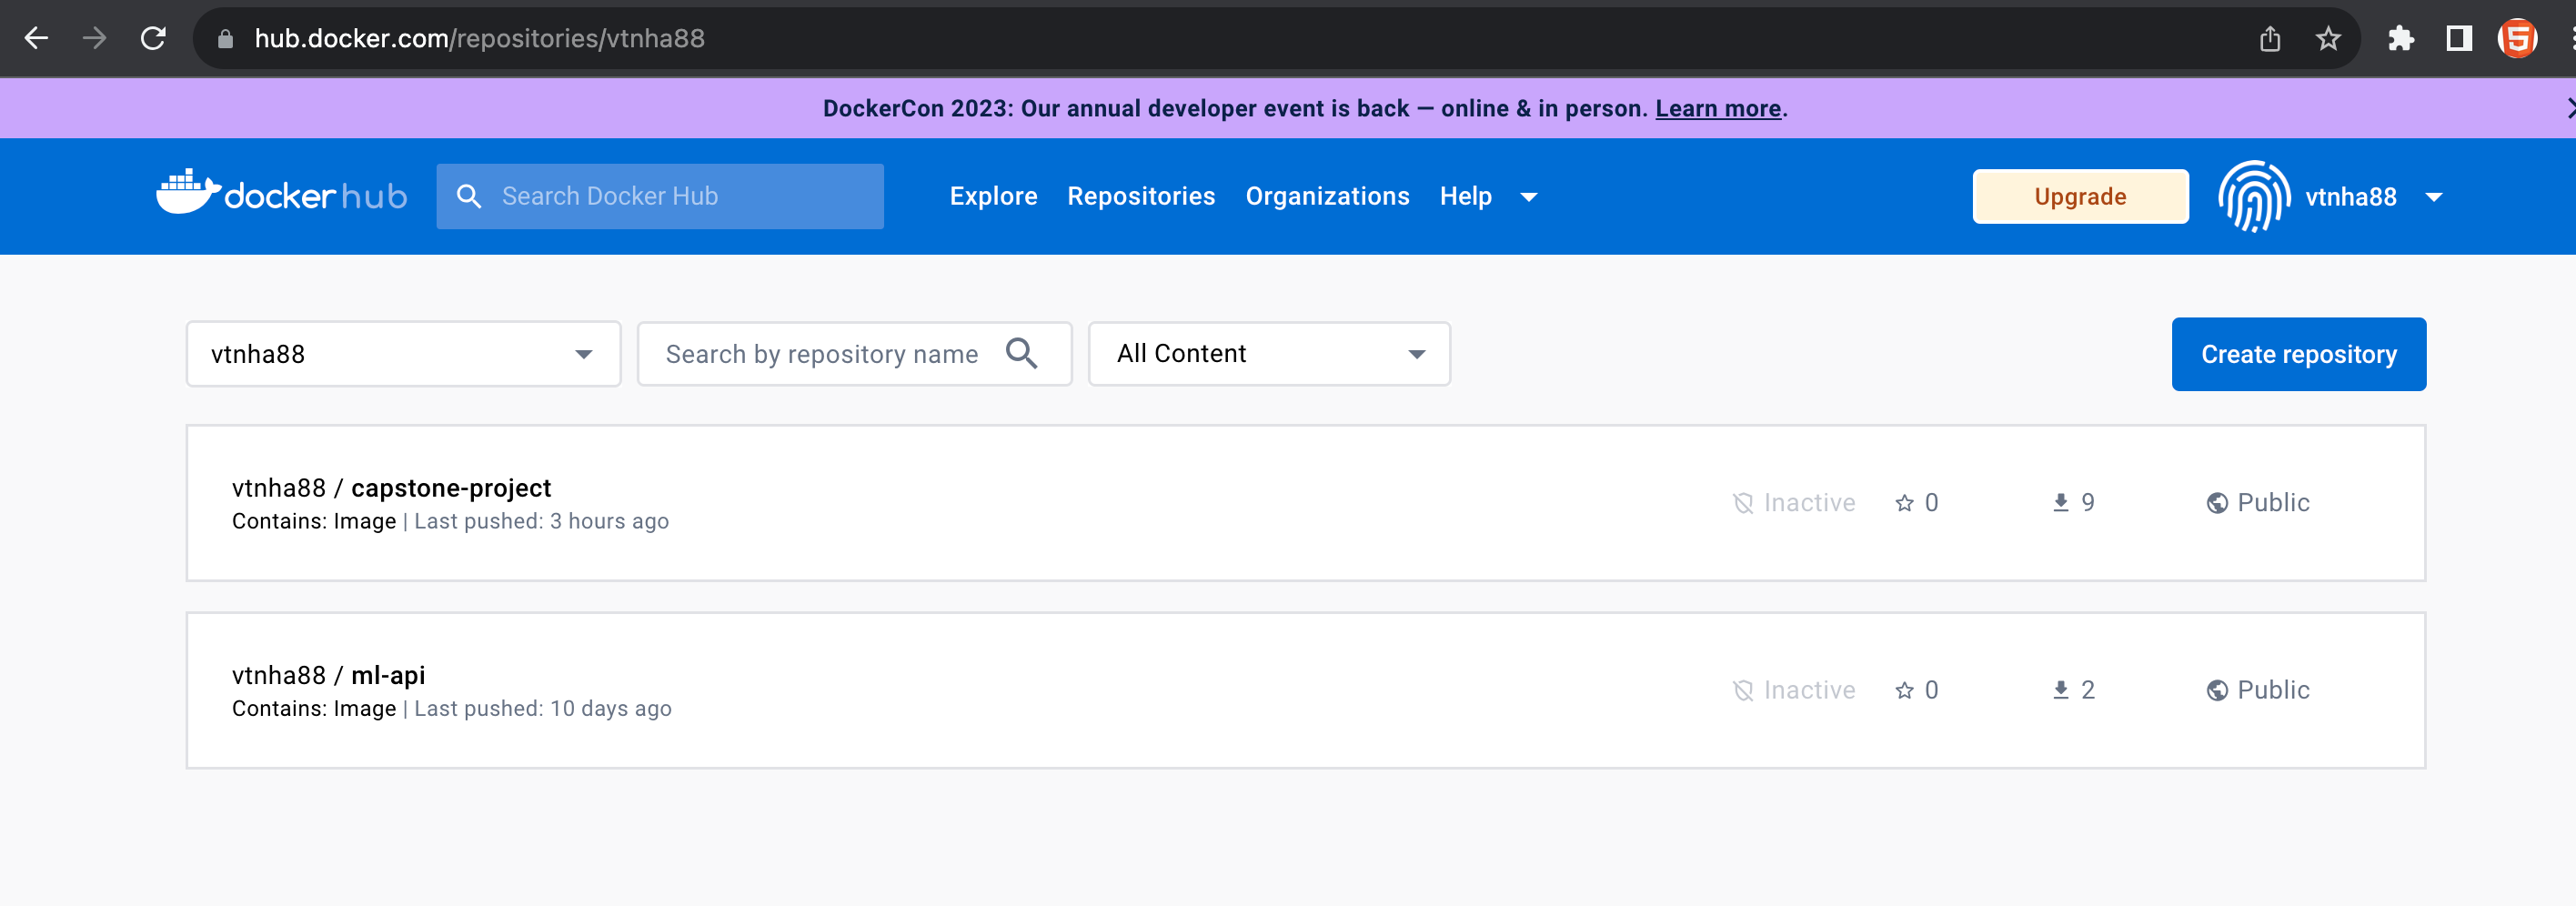 hub.docker.com/repositories/vtnha88
DockerCon 2023: Our annual developer event is back — online & in person. Learn more.
docker hub
Search Docker Hub
Explore Repositories Organizations Help
Upgrade
vtnha88
vtnha88
Search by repository name
All Content
Create repository
vtnha88 / capstone-project
Contains: Image | Last pushed: 3 hours ago
Inactive
0
9
Public
vtnha88 / ml-api
Contains: Image | Last pushed: 10 days ago
Inactive
0
2
Public